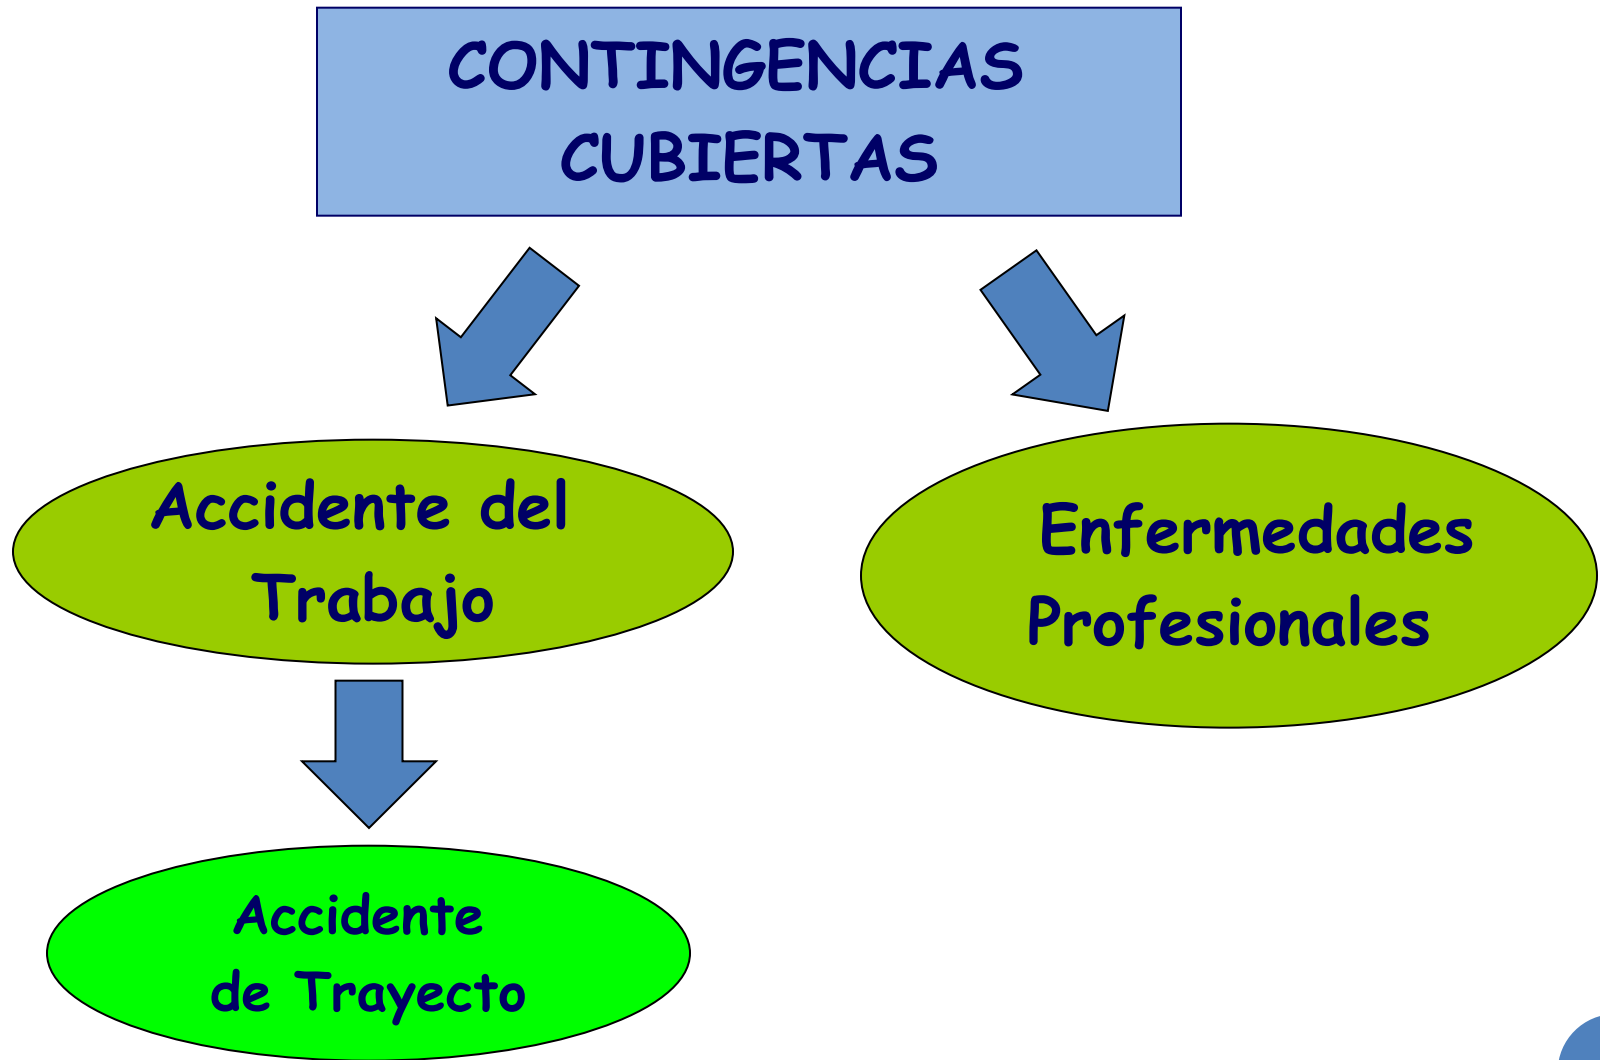 CONTINGENCIAS
CUBIERTAS
Accidente del
Trabajo
Enfermedades
Profesionales
Accidente
de Trayecto